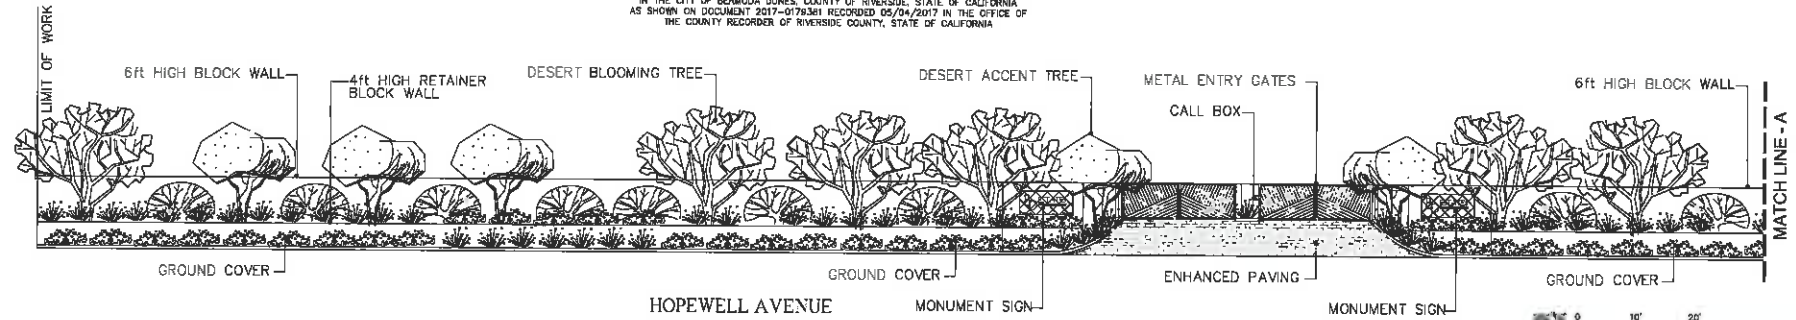 IN THE CITY OF BERMUDA DUNES, COUNTY OF RIVERSIDE, STATE OF CALIFORNIA
AS SHOWN ON DOCUMENT 2017-0179381 RECORDED 05/04/2017 IN THE OFFICE OF
THE COUNTY RECORDER OF RIVERSIDE COUNTY, STATE OF CALIFORNIA
LIMIT OF WORK
6ft HIGH BLOCK WALL
4ft HIGH RETAINER
BLOCK WALL
DESERT BLOOMING TREE
DESERT ACCENT TREE
METAL ENTRY GATES
CALL BOX
6ft HIGH BLOCK WALL
MATCH LINE - A
GROUND COVER
GROUND COVER
ENHANCED PAVING
GROUND COVER
HOPEWELL AVENUE
MONUMENT SIGN
MONUMENT SIGN
0 10' 20'